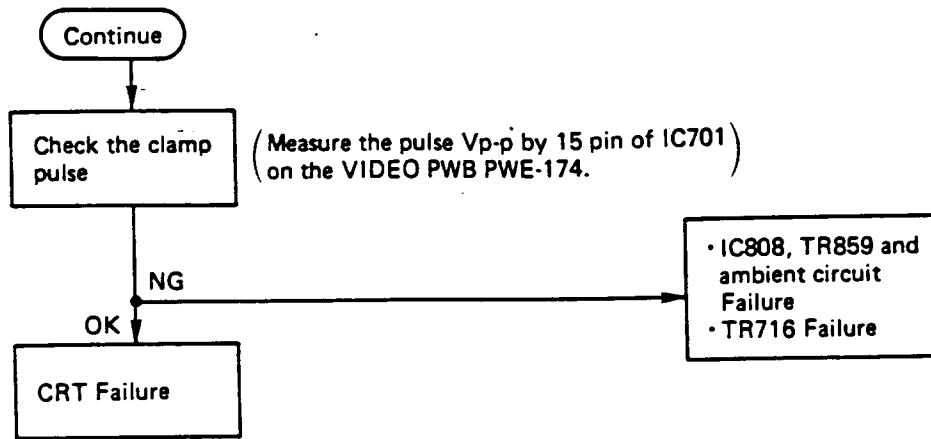 Continue
Check the clamp
pulse
(Measure the pulse Vp-p by 15 pin of IC701
on the VIDEO PWB PWE-174.)
NG
· IC808, TR859 and
ambient circuit
Failure
· TR716 Failure
OK
CRT Failure